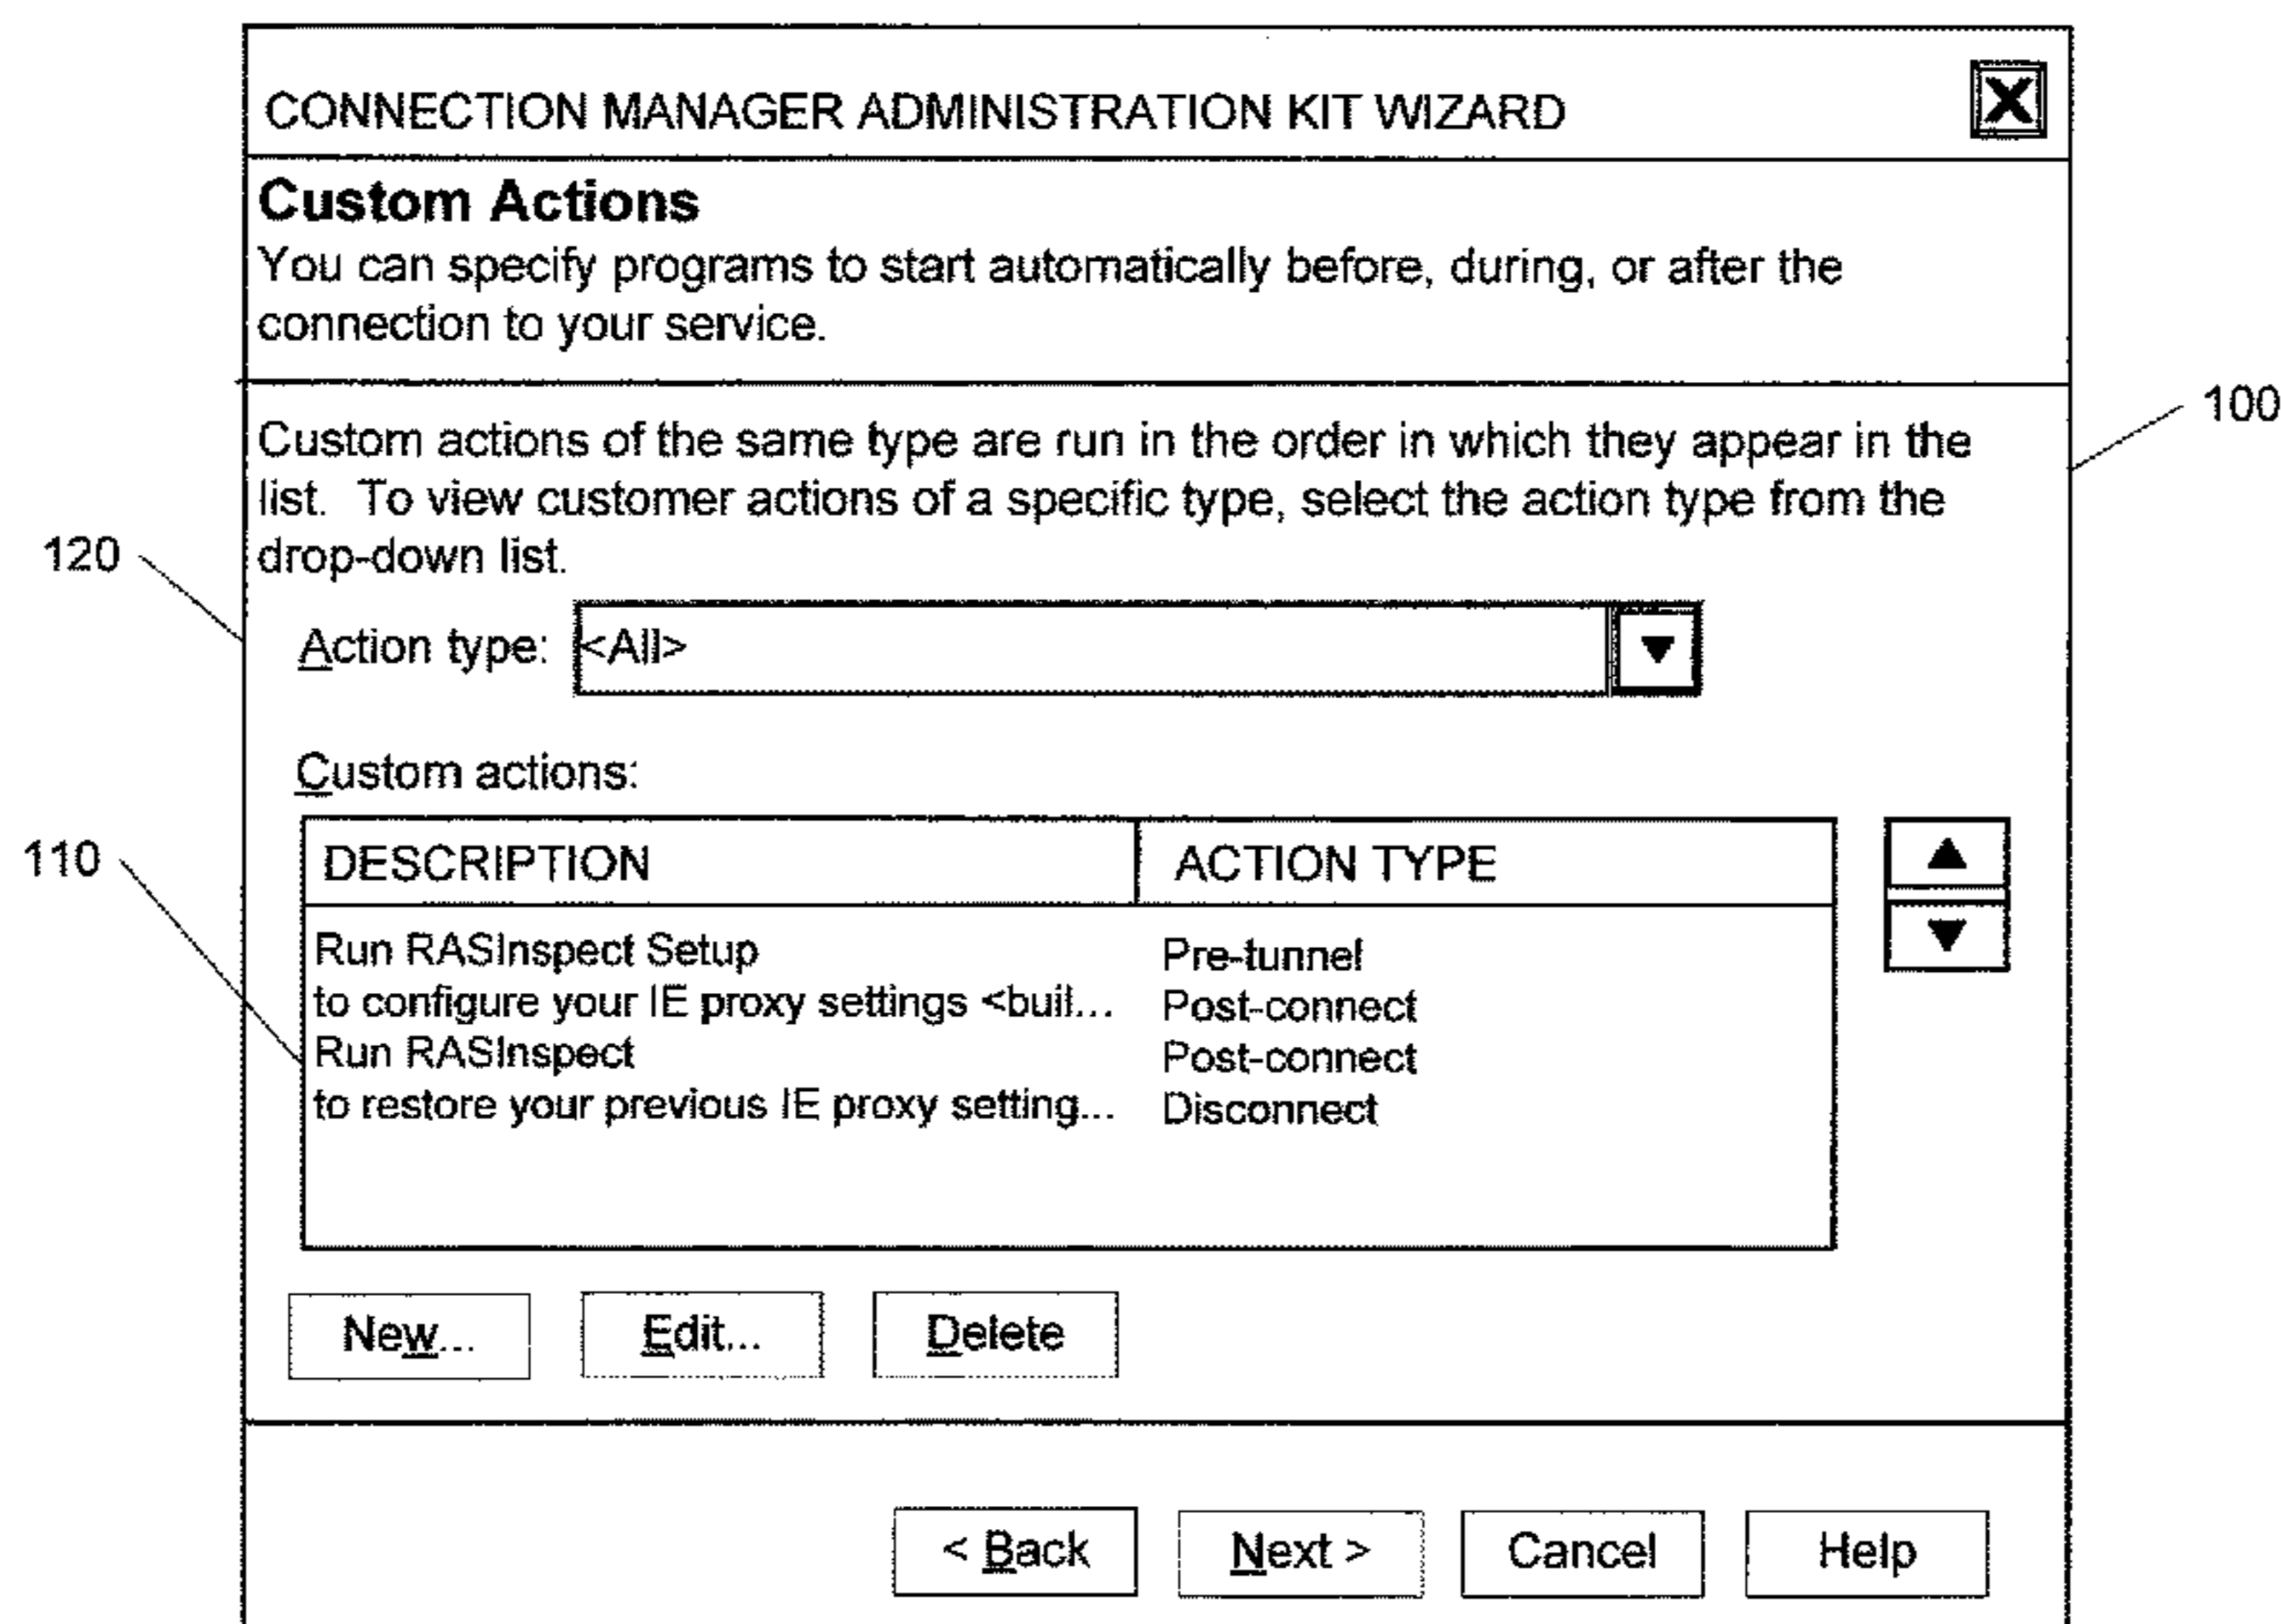 CONNECTION MANAGER ADMINISTRATION KIT WIZARD X
Custom Actions
You can specify programs to start automatically before, during, or after the
connection to your service.
100
Custom actions of the same type are run in the order in which they appear in the
list. To view customer actions of a specific type, select the action type from the
120
drop-down list.
Action type: <All>
Custom actions:
110
DESCRIPTION ACTION TYPE
Run RASInspect Setup Pre-tunnel
to configure your IE proxy settings <buil... Post-connect
Run RASInspect Post-connect
to restore your previous IE proxy setting... Disconnect
New... Edit... Delete
< Back Next > Cancel Help